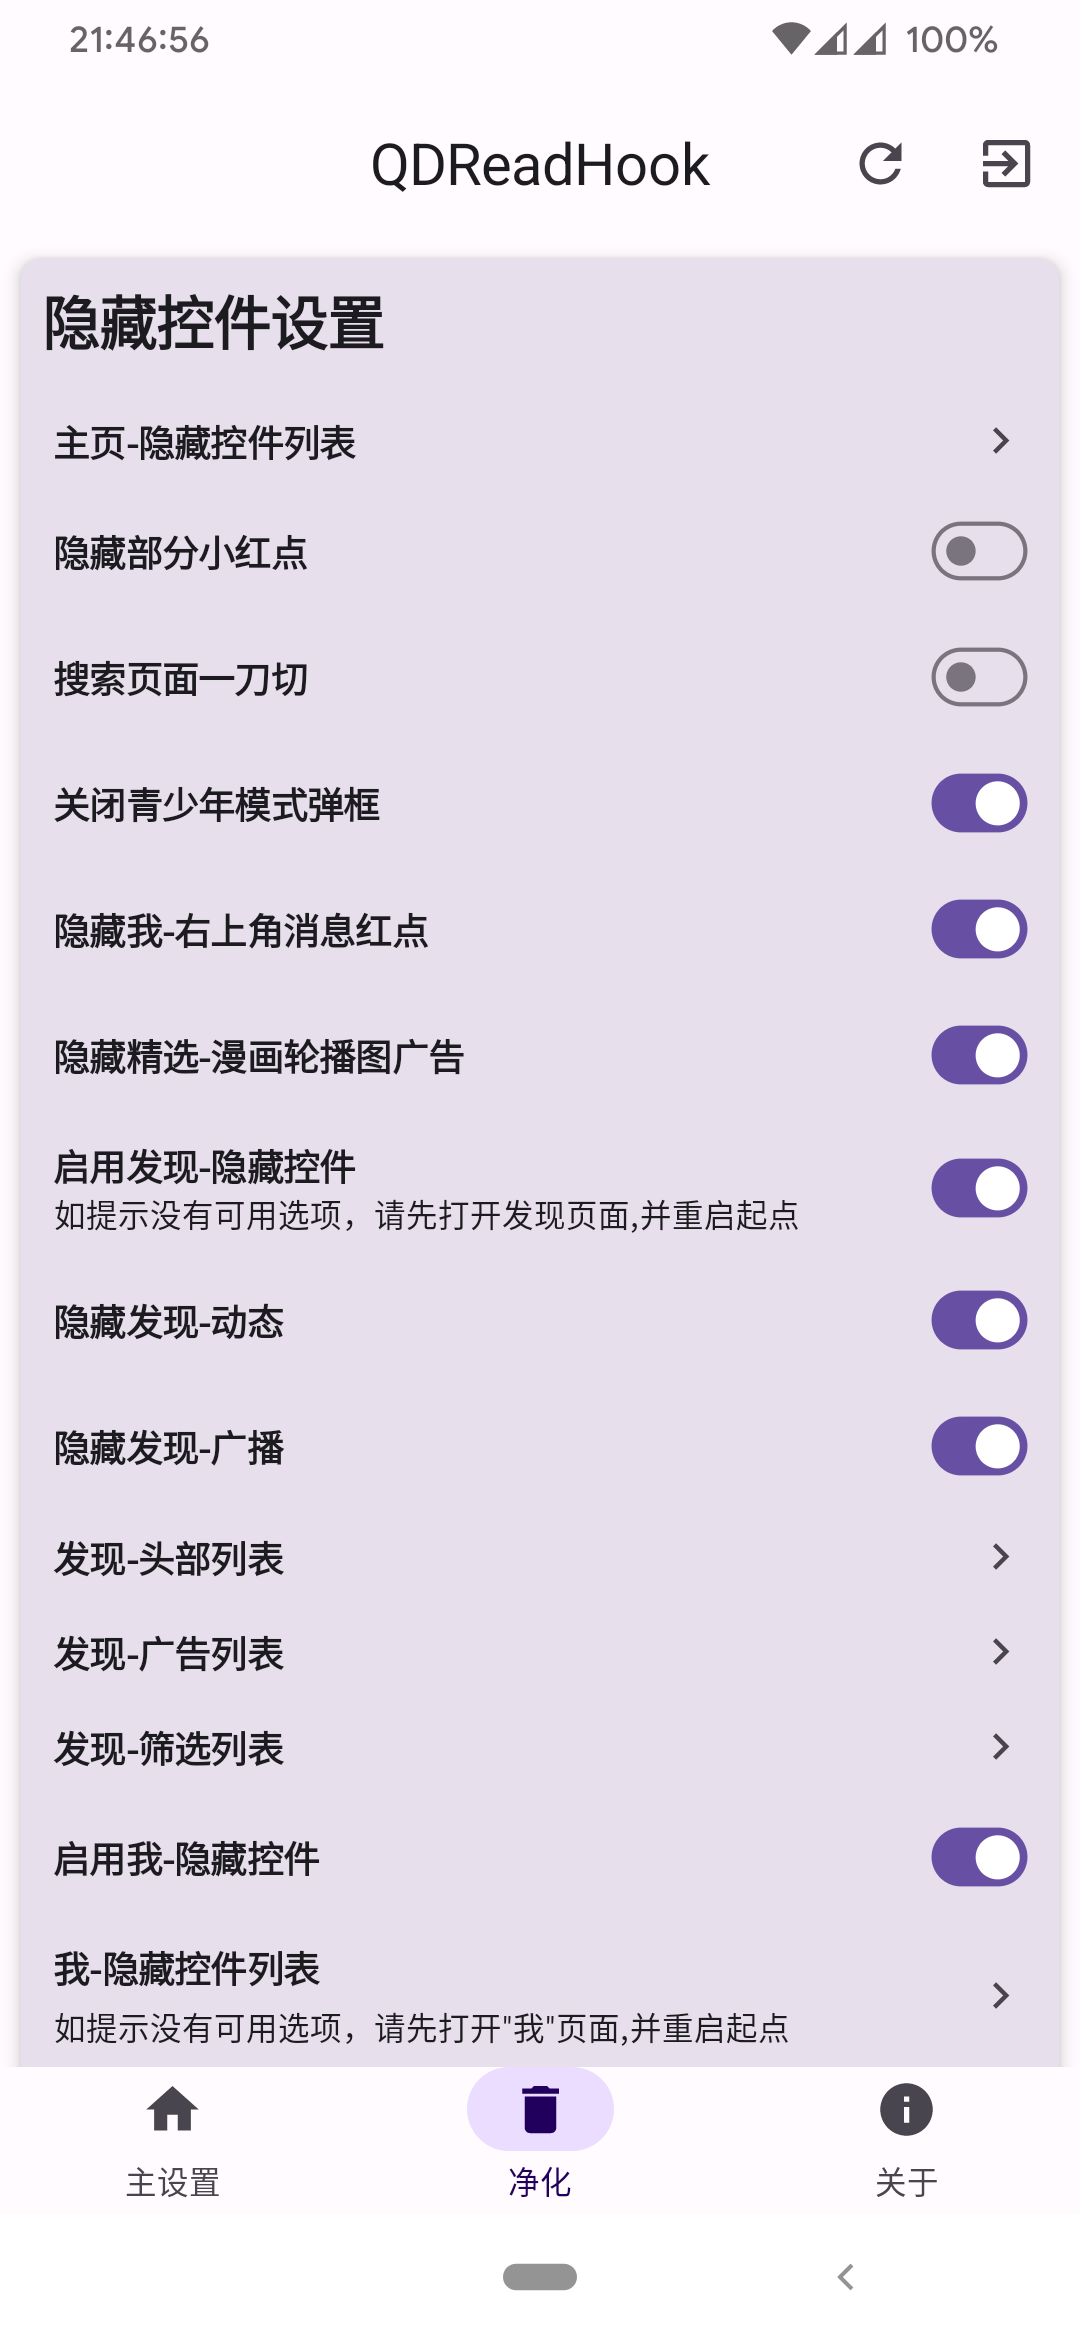 21:46:56
100%
QDReadHook
隐藏控件设置
主页-隐藏控件列表
隐藏部分小红点
搜索页面一刀切
关闭青少年模式弹框
隐藏我-右上角消息红点
隐藏精选-漫画轮播图广告
启用发现-隐藏控件
如提示没有可用选项，请先打开发现页面,并重启起点
隐藏发现-动态
隐藏发现-广播
发现-头部列表
发现-广告列表
发现-筛选列表
启用我-隐藏控件
我-隐藏控件列表
如提示没有可用选项，请先打开"我"页面,并重启起点
主设置
净化
关于